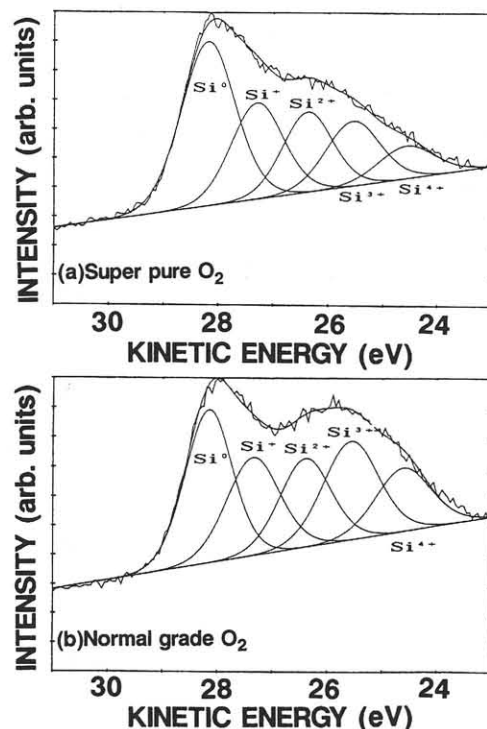 INTENSITY (arb. units)
Si⁰
Si⁺
Si²⁺
Si³⁺
Si⁴⁺
(a)Super pure O₂
30 28 26 24
KINETIC ENERGY (eV)
INTENSITY (arb. units)
Si⁰
Si⁺
Si²⁺
Si³⁺
Si⁴⁺
(b)Normal grade O₂
30 28 26 24
KINETIC ENERGY (eV)